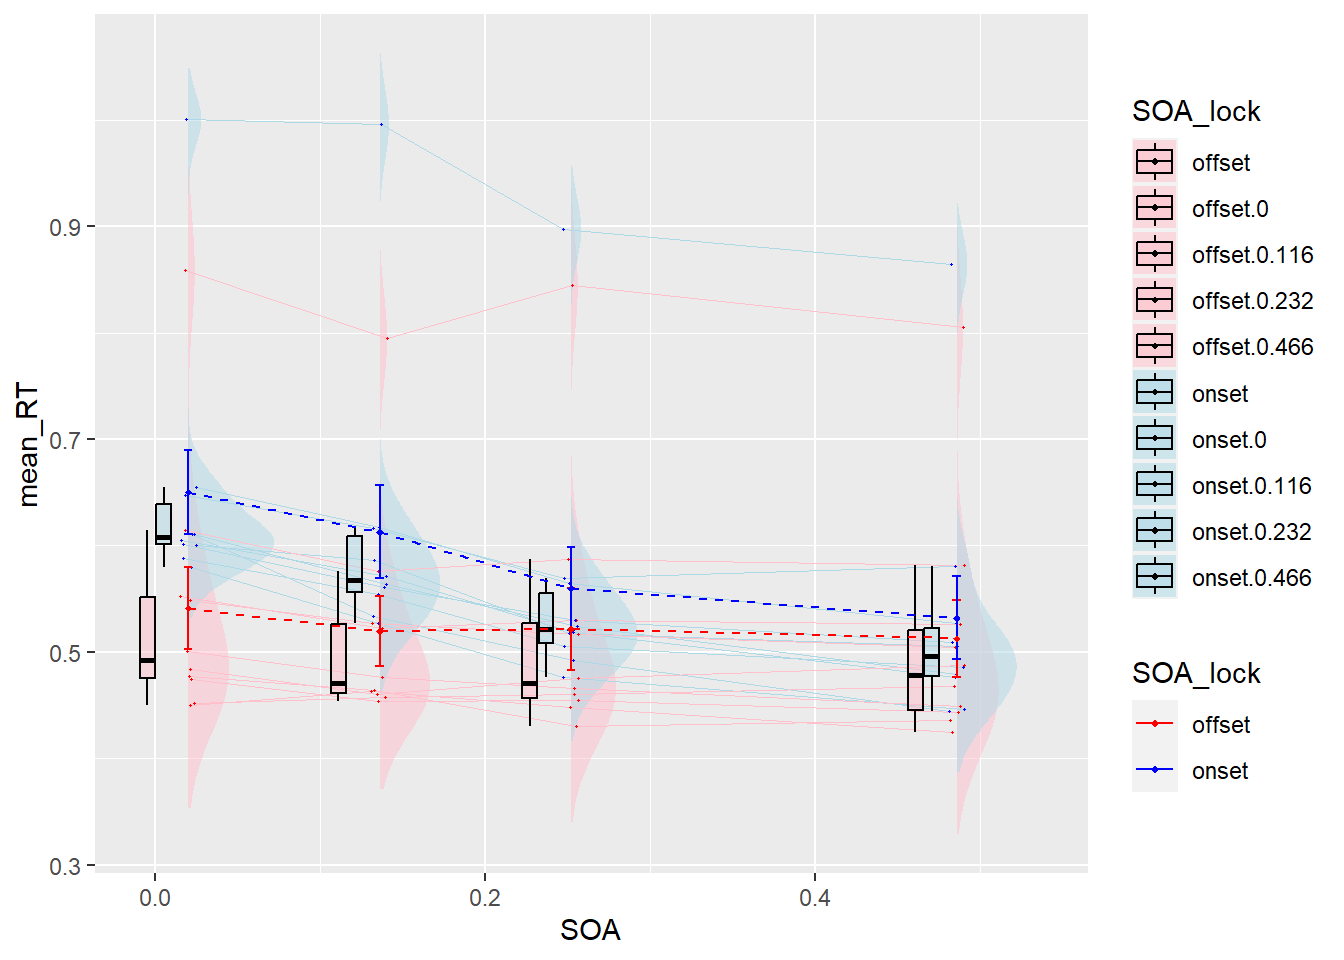 mean_RT
0.9
0.7
0.5
0.3
0.0
0.2
0.4
SOA
SOA_lock
offset
offset.0
offset.0.116
offset.0.232
offset.0.466
onset
onset.0
onset.0.116
onset.0.232
onset.0.466
SOA_lock
offset
onset